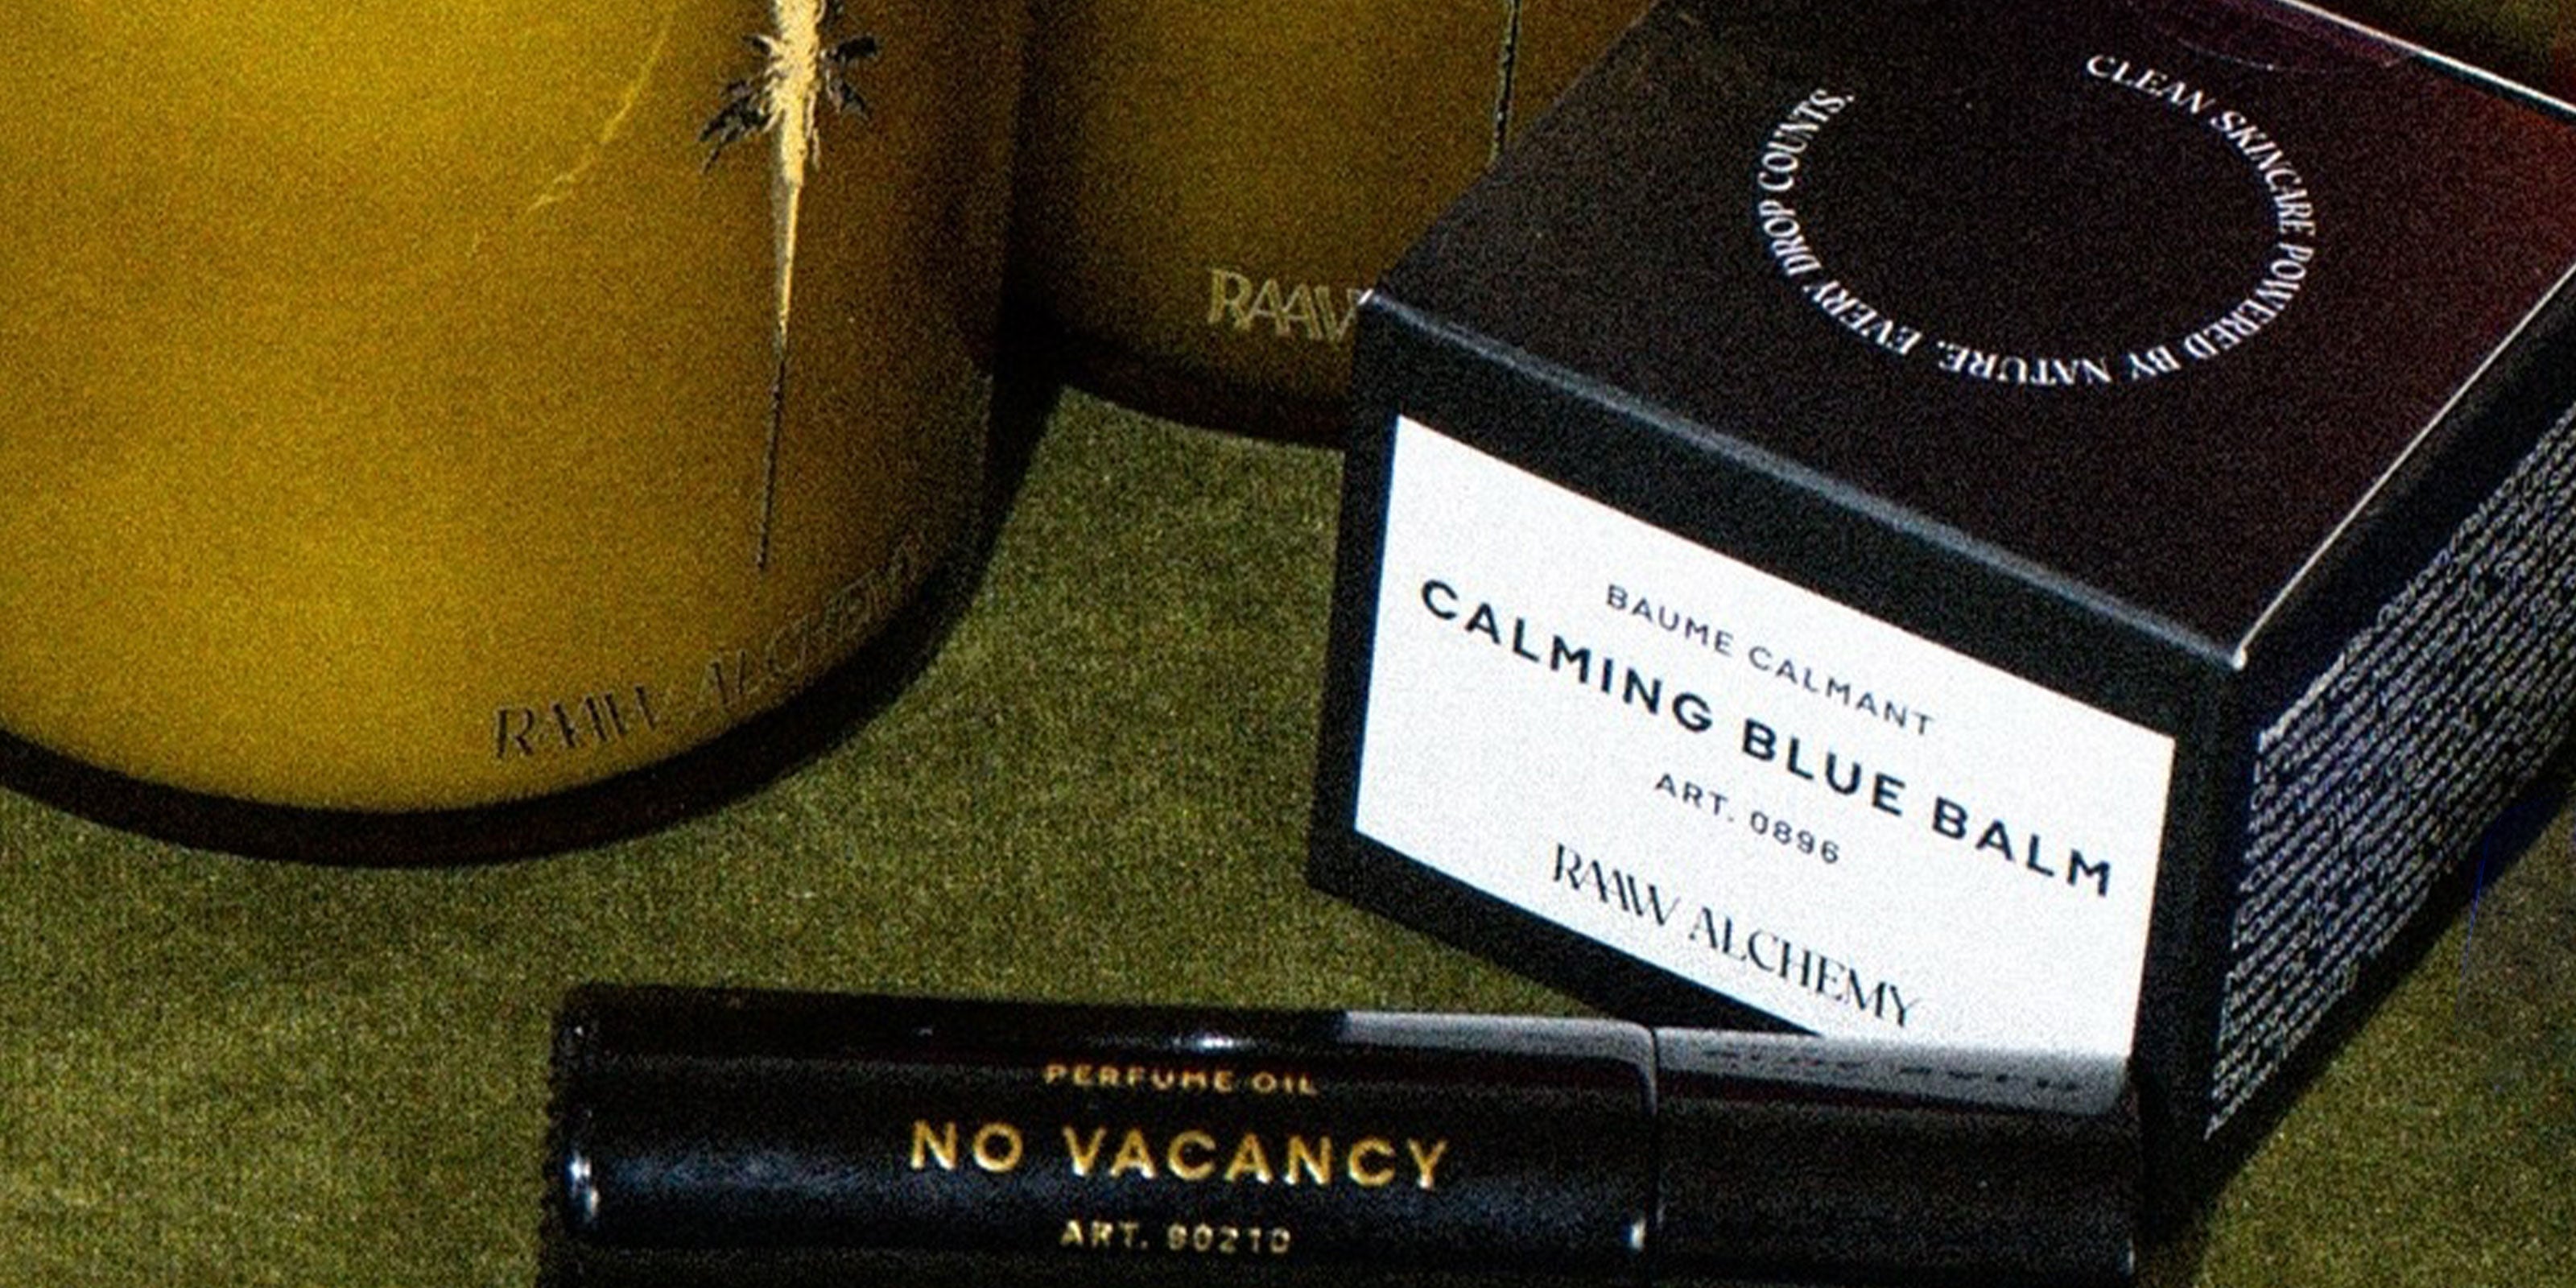 CLEAN SKINCARE POWERED BY NATURE. EVERY DROP COUNTS.
RAAW
RAAW ALCHEMY
BAUME CALMANT
CALMING BLUE BALM
ART. 0896
RAAW ALCHEMY
PERFUME OIL
NO VACANCY
ART. 90210